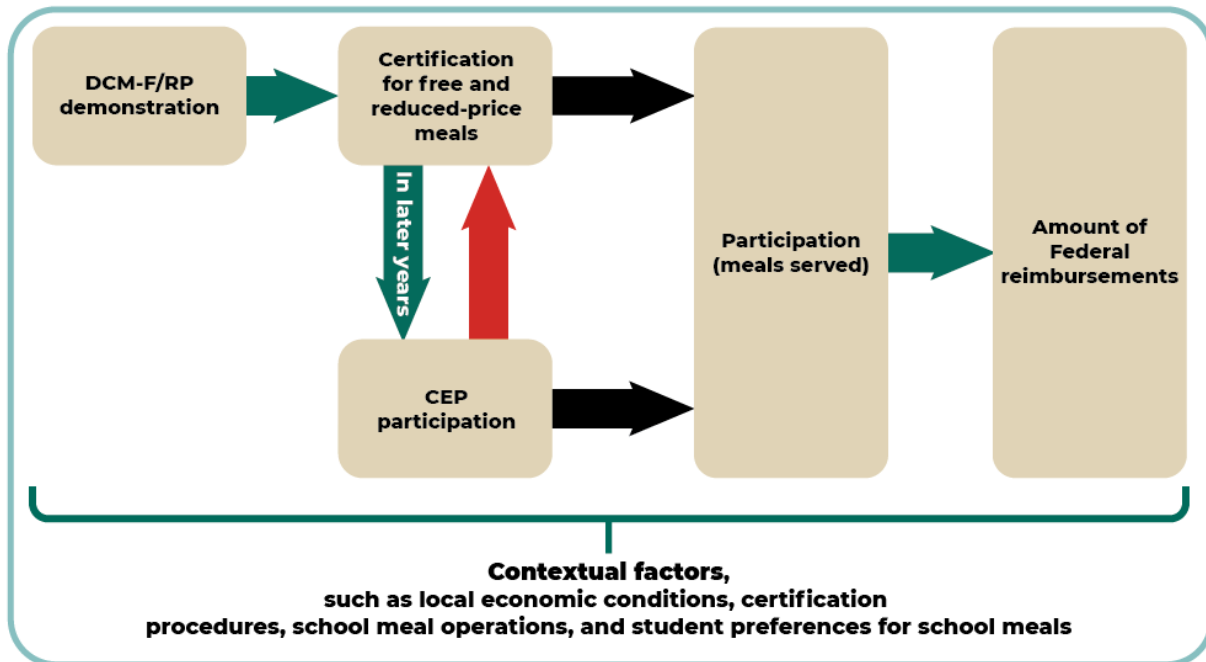 DCM-F/RP
demonstration
Certification
for free and
reduced-price
meals
In later years
CEP
participation
Participation
(meals served)
Amount of
Federal
reimbursements
Contextual factors,
such as local economic conditions, certification
procedures, school meal operations, and student preferences for school meals